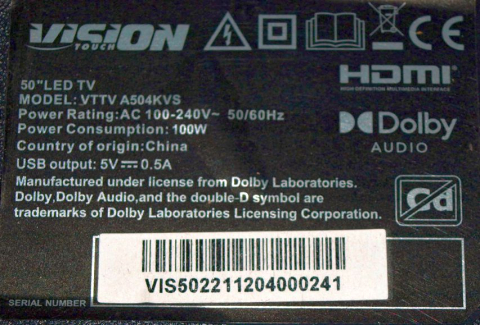 VISION
TOUCH
CE
HDMI
HIGH-DEFINITION MULTIMEDIA INTERFACE
50"LED TV
MODEL: VTTV A504KVS
Power Rating:AC 100-240V~ 50/60Hz
Power Consumption: 100W
Country of origin:China
USB output: 5V⎓0.5A
Dolby
AUDIO
Manufactured under license from Dolby Laboratories.
Dolby,Dolby Audio,and the double-D symbol are
trademarks of Dolby Laboratories Licensing Corporation.
Cd
SERIAL NUMBER
VIS502211204000241